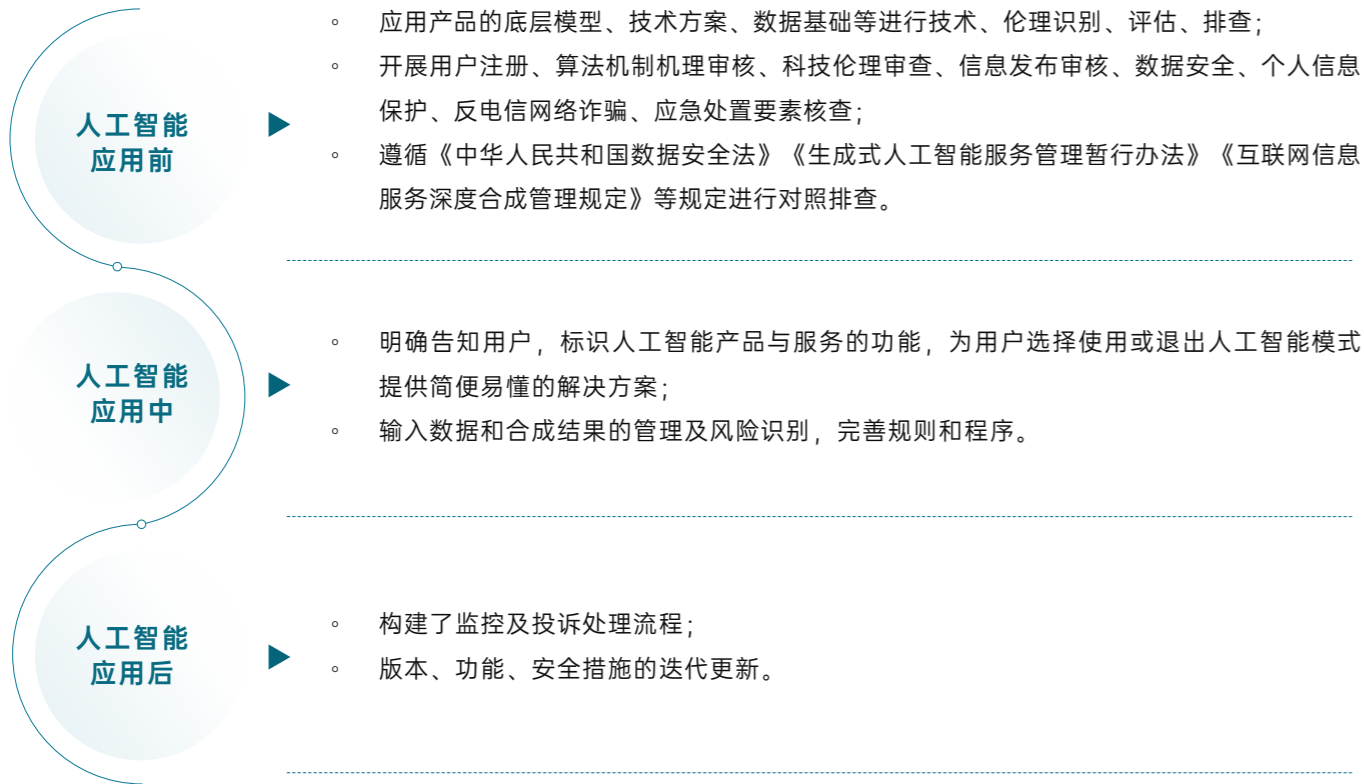 人工智能
应用前
应用产品的底层模型、技术方案、数据基础等进行技术、伦理识别、评估、排查；
开展用户注册、算法机制机理审核、科技伦理审查、信息发布审核、数据安全、个人信息
保护、反电信网络诈骗、应急处置要素核查；
遵循《中华人民共和国数据安全法》《生成式人工智能服务管理暂行办法》《互联网信息
服务深度合成管理规定》等规定进行对照排查。
人工智能
应用中
明确告知用户，标识人工智能产品与服务的功能，为用户选择使用或退出人工智能模式
提供简便易懂的解决方案；
输入数据和合成结果的管理及风险识别，完善规则和程序。
人工智能
应用后
构建了监控及投诉处理流程；
版本、功能、安全措施的迭代更新。